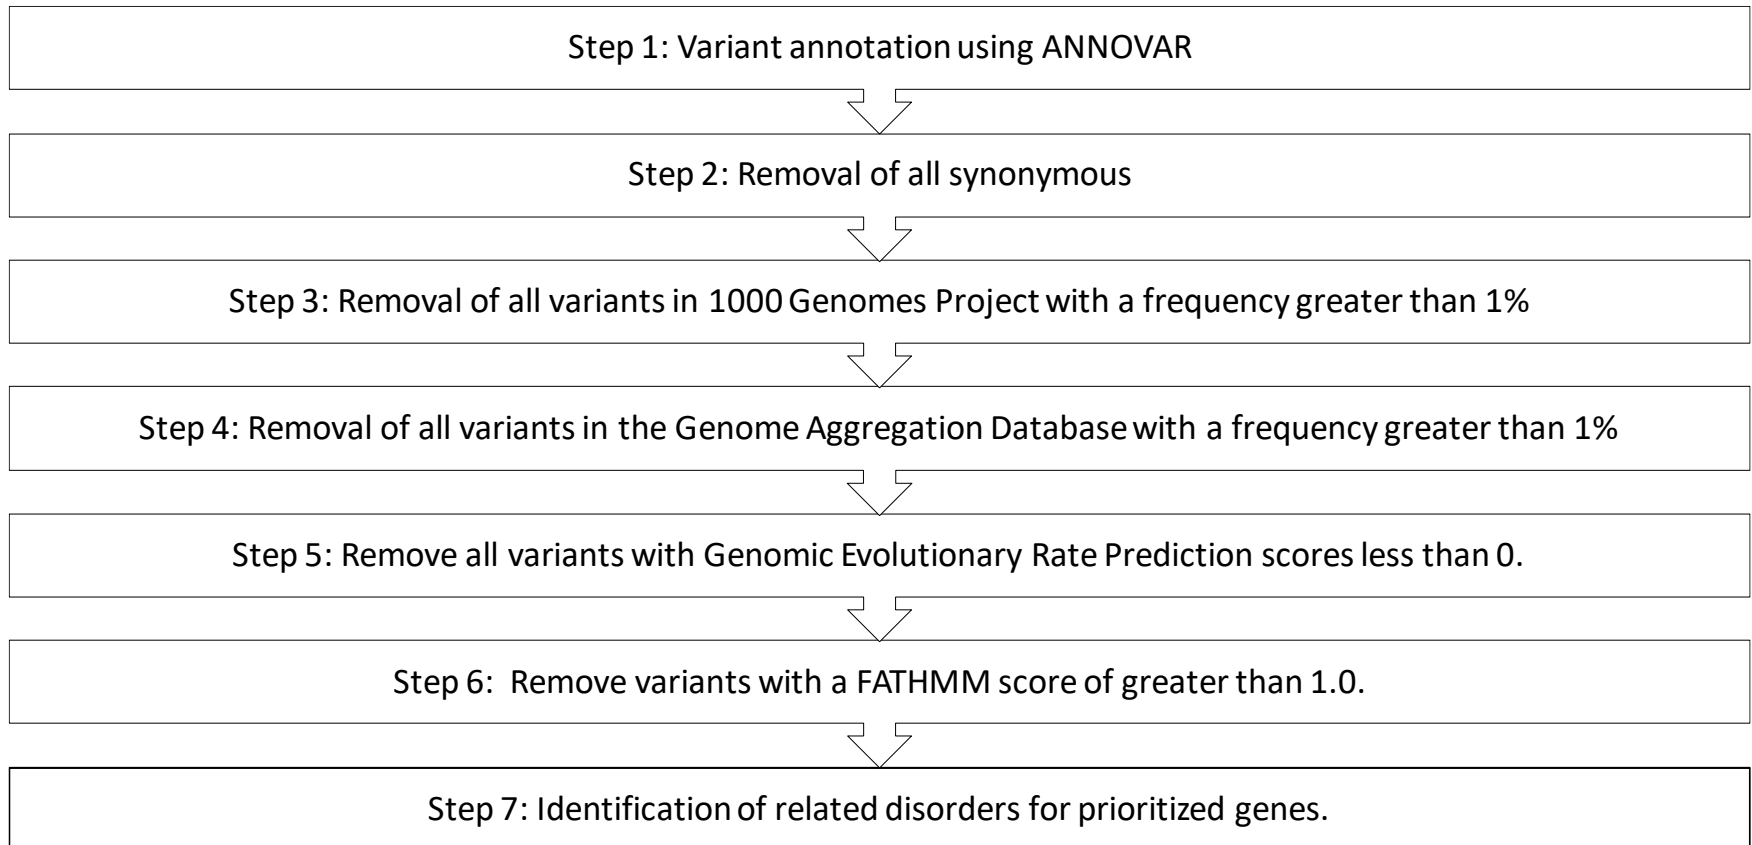 Step 1: Variant annotation using ANNOVAR
Step 2: Removal of all synonymous
Step 3: Removal of all variants in 1000 Genomes Project with a frequency greater than 1%
Step 4: Removal of all variants in the Genome Aggregation Database with a frequency greater than 1%
Step 5: Remove all variants with Genomic Evolutionary Rate Prediction scores less than 0.
Step 6:  Remove variants with a FATHMM score of greater than 1.0.
Step 7: Identification of related disorders for prioritized genes.